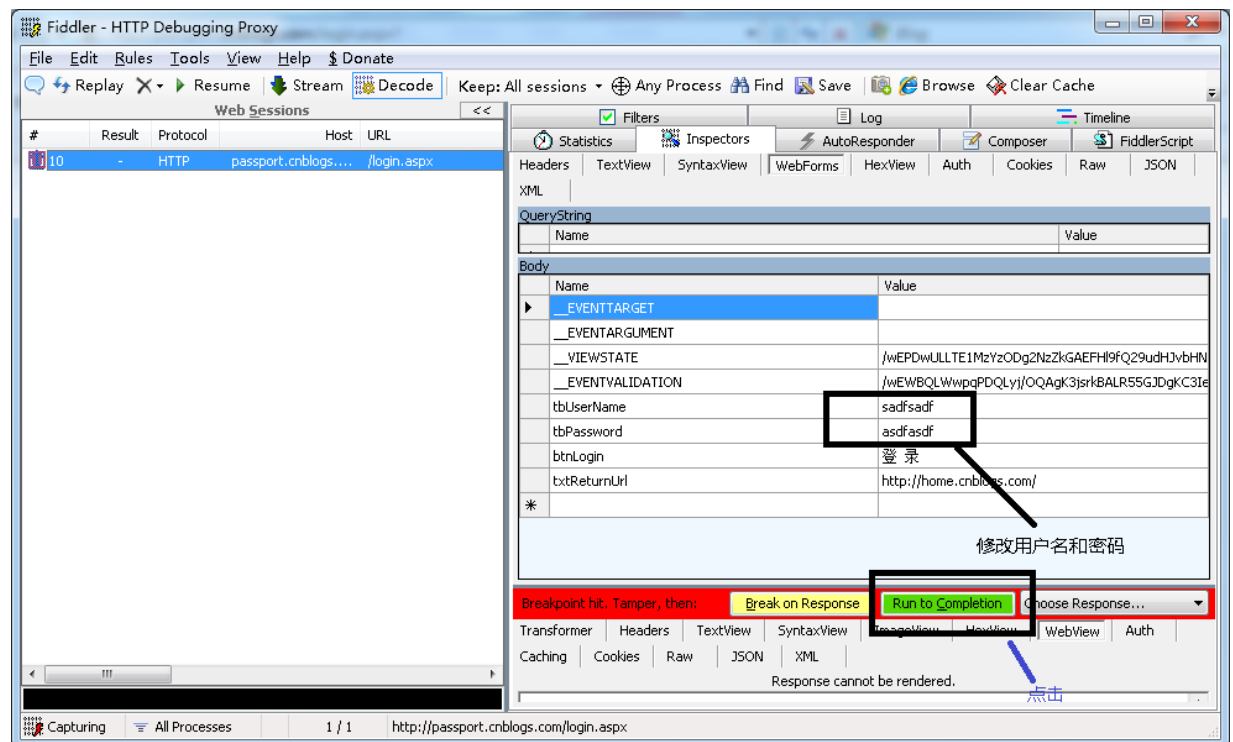 Fiddler - HTTP Debugging Proxy
File Edit Rules Tools View Help $ Donate
Replay X Resume Stream Decode Keep: All sessions Any Process Find Save Browse Clear Cache
Web Sessions <<
# Result Protocol Host URL
10 - HTTP passport.cnblogs.... /login.aspx
Filters Log Timeline
Statistics Inspectors AutoResponder Composer FiddlerScript
Headers TextView SyntaxView WebForms HexView Auth Cookies Raw JSON
XML
QueryString
Name Value
Body
Name Value
__EVENTTARGET
__EVENTARGUMENT
__VIEWSTATE /wEPDwULLTE1MzYzODg2NzZkGAEFHl9fQ29udHJvbHN
__EVENTVALIDATION /wEWBQLWwpqPDQLyj/OQAgK3jsrkBALR55GJDgKC3Ie
tbUserName sadfsadf
tbPassword asdfasdf
btnLogin 登 录
txtReturnUrl http://home.cnblogs.com/
*
修改用户名和密码
Breakpoint hit. Tamper, then: Break on Response Run to Completion Choose Response...
Transformer Headers TextView SyntaxView ImageView HexView WebView Auth
Caching Cookies Raw JSON XML
Response cannot be rendered.
点击
Capturing All Processes 1 / 1 http://passport.cnblogs.com/login.aspx